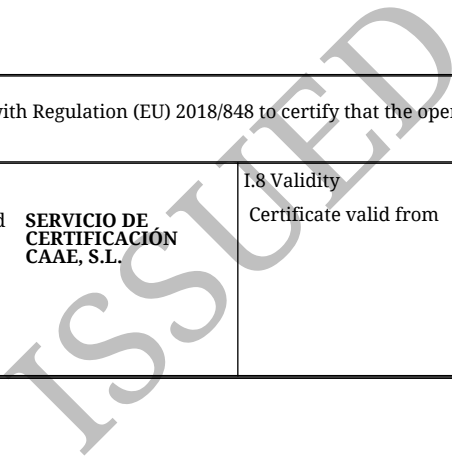 with Regulation (EU) 2018/848 to certify that the oper
SERVICIO DE
CERTIFICACIÓN
CAAE, S.L.
I.8 Validity
Certificate valid from
ISSUED